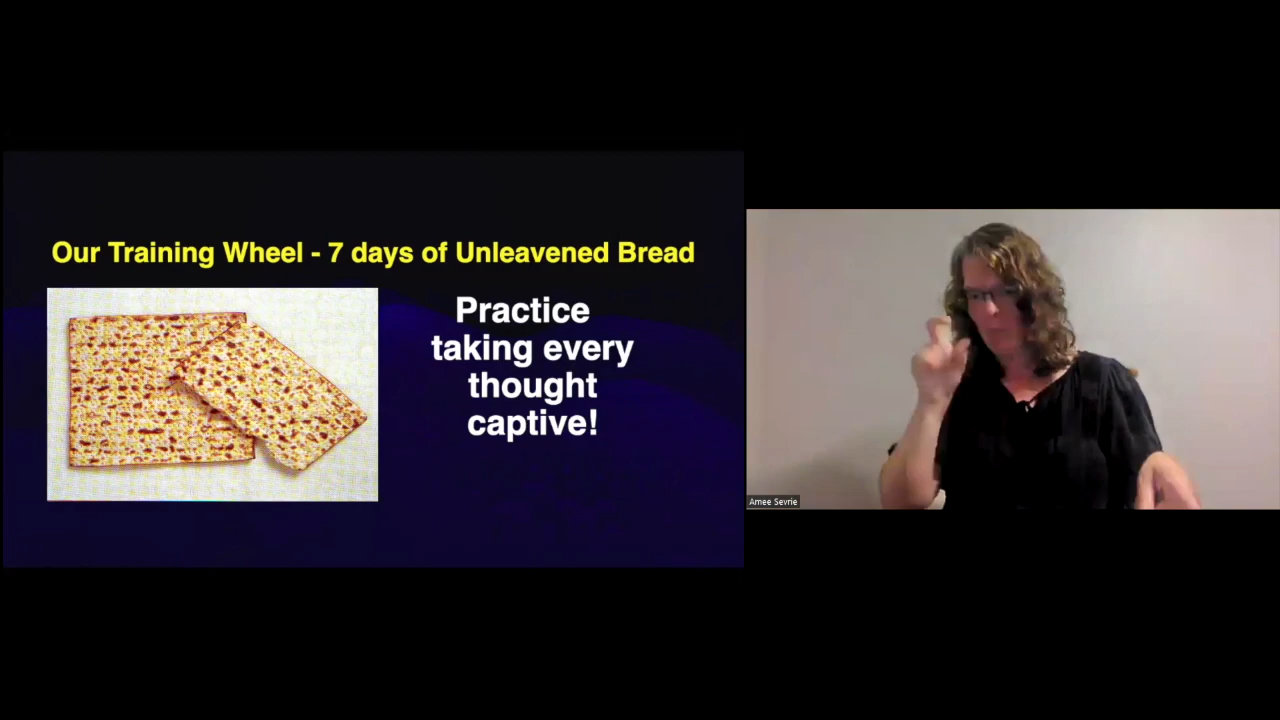 Our Training Wheel - 7 days of Unleavened Bread
Practice
taking every
thought
captive!
Amee Sevrie